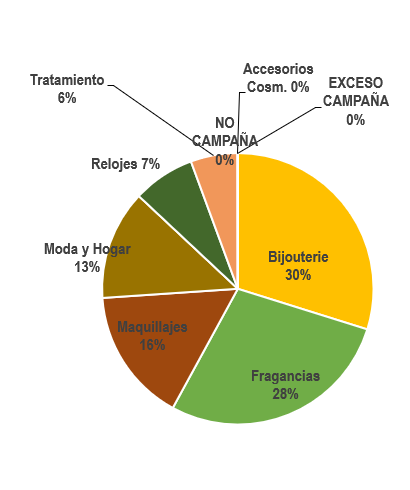 Accesorios
Cosm. 0%
EXCESO
CAMPAÑA
0%
Tratamiento
6%
NO
CAMPAÑA
0%
Relojes 7%
Moda y Hogar
13%
Bijouterie
30%
Maquillajes
16%
Fragancias
28%